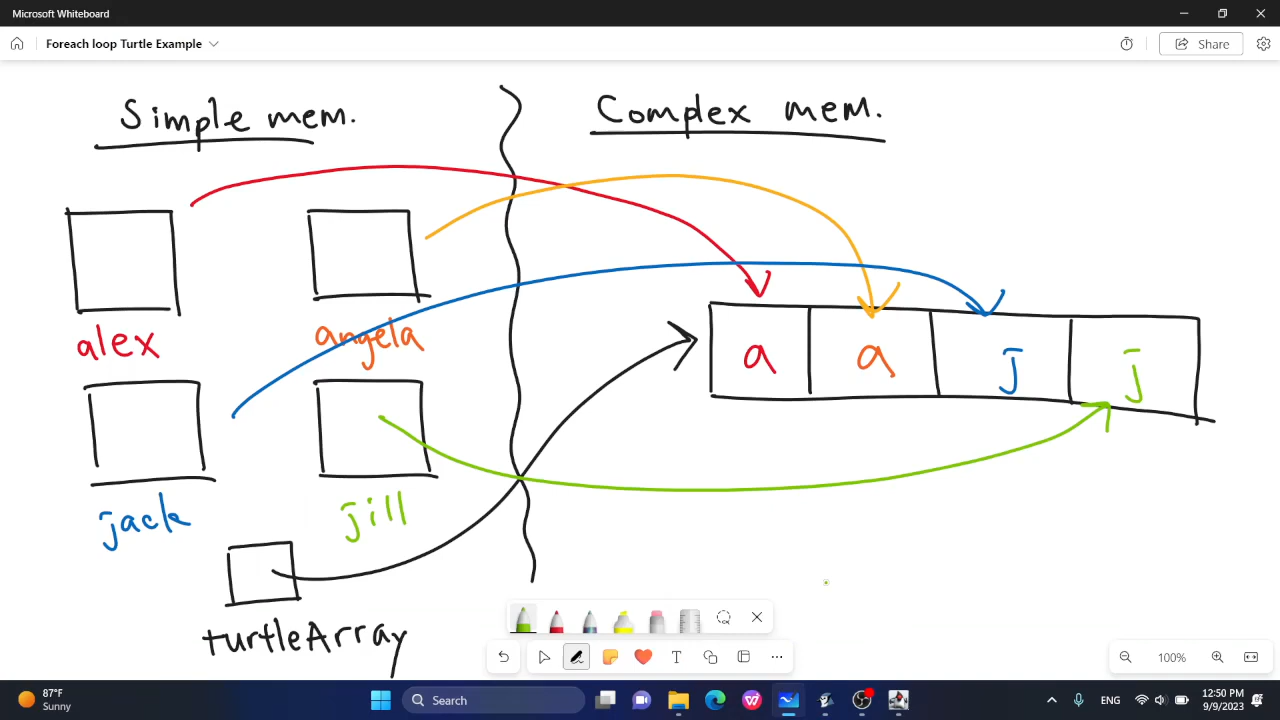 Microsoft Whiteboard
Foreach loop Turtle Example
Share
Simple mem.
Complex mem.
alex
angela
a a j j
jack
jill
turtleArray
100%
87°F
Sunny
Search
ENG
12:50 PM
9/9/2023